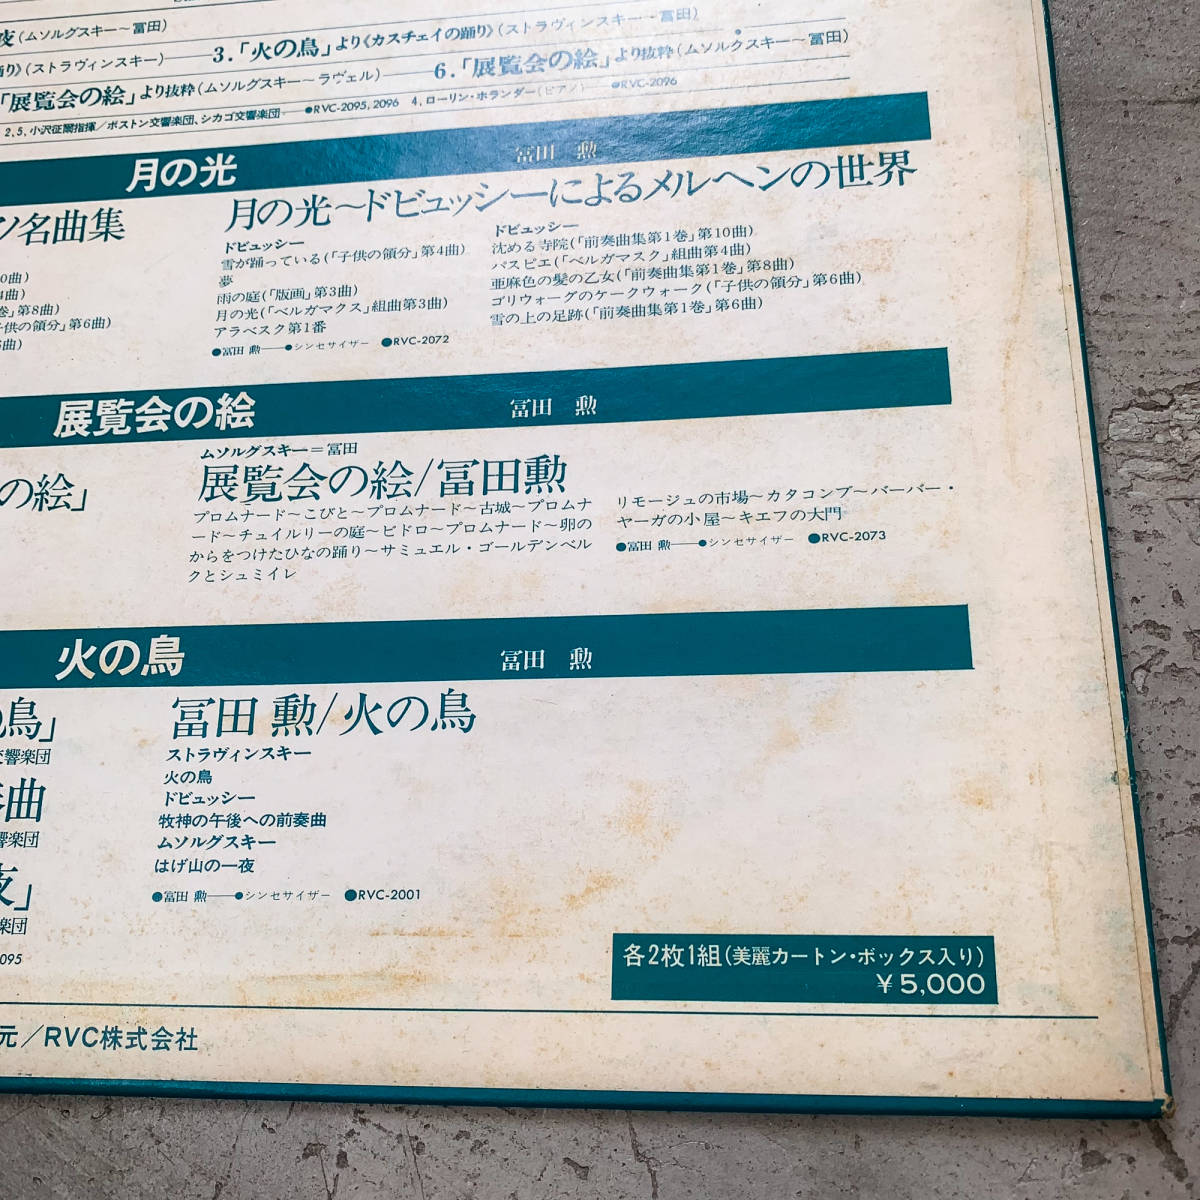 夜(ムソルグスキー〜冨田)
踊り》(ストラヴィンスキー)──3.「火の鳥」より《カスチェイの踊り》(ストラヴィンスキー・冨田)
「展覧会の絵」より抜粋(ムソルグスキー〜ラヴェル)──6.「展覧会の絵」より抜粋(ムソルグスキー〜冨田)
2,5,小沢征爾指揮/ボストン交響楽団、シカゴ交響楽団 ●RVC-2095,2096 4,ローリン・ホランダー(ピアノ) ●RVC-2096
月の光 冨田 勲
名曲集
0曲)
4曲)
巻」第8曲)
子供の領分」第6曲)
6曲)
月の光〜ドビュッシーによるメルヘンの世界
ドビュッシー
雪が踊っている(「子供の領分」第4曲)
夢
雨の庭(「版画」第3曲)
月の光(「ベルガマクス」組曲第3曲)
アラベスク第1番
●冨田 勲──●シンセサイザー ●RVC-2072
ドビュッシー
沈める寺院(「前奏曲集第1巻」第10曲)
パスピエ(「ベルガマスク」組曲第4曲)
亜麻色の髪の乙女(「前奏曲集第1巻」第8曲)
ゴリウォーグのケークウォーク(「子供の領分」第6曲)
雪の上の足跡(「前奏曲集第1巻」第6曲)
展覧会の絵 冨田 勲
の絵」
ムソルグスキー=冨田
展覧会の絵/冨田勲
プロムナード〜こびと〜プロムナード〜古城〜プロムナ
ード〜チュイルリーの庭〜ビドロ〜プロムナード〜卵の
からをつけたひなの踊り〜サミュエル・ゴールデンベル
クとシュミイレ
リモージュの市場〜カタコンブ〜バーバー・
ヤーガの小屋〜キエフの大門
●冨田 勲──●シンセサイザー ●RVC-2073
火の鳥 冨田 勲
の鳥」
交響楽団
曲
響楽団
夜」
楽団
095
冨田 勲/火の鳥
ストラヴィンスキー
火の鳥
ドビュッシー
牧神の午後への前奏曲
ムソルグスキー
はげ山の一夜
●冨田 勲──●シンセサイザー ●RVC-2001
各2枚1組(美麗カートン・ボックス入り)
¥5,000
元/RVC株式会社